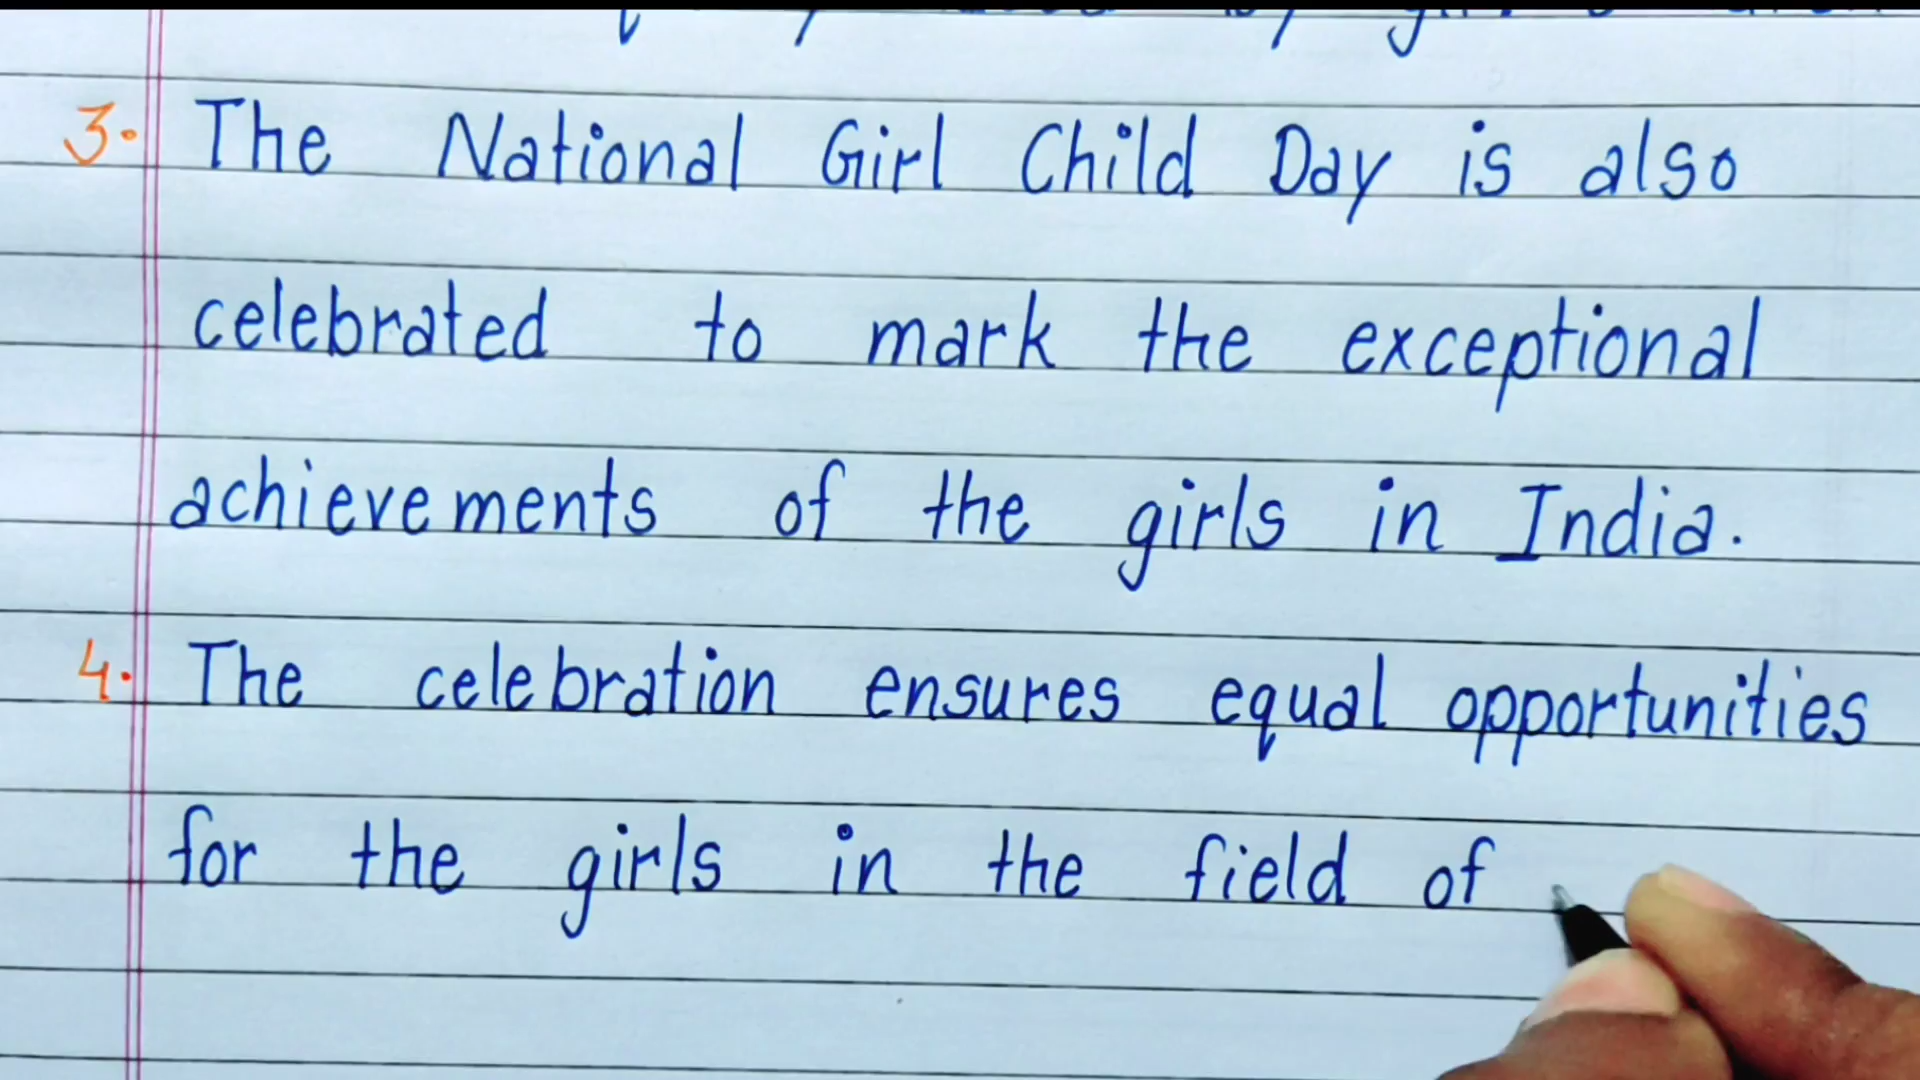 3. The National Girl Child Day is also
celebrated to mark the exceptional
achievements of the girls in India.
4. The celebration ensures equal opportunities
for the girls in the field of